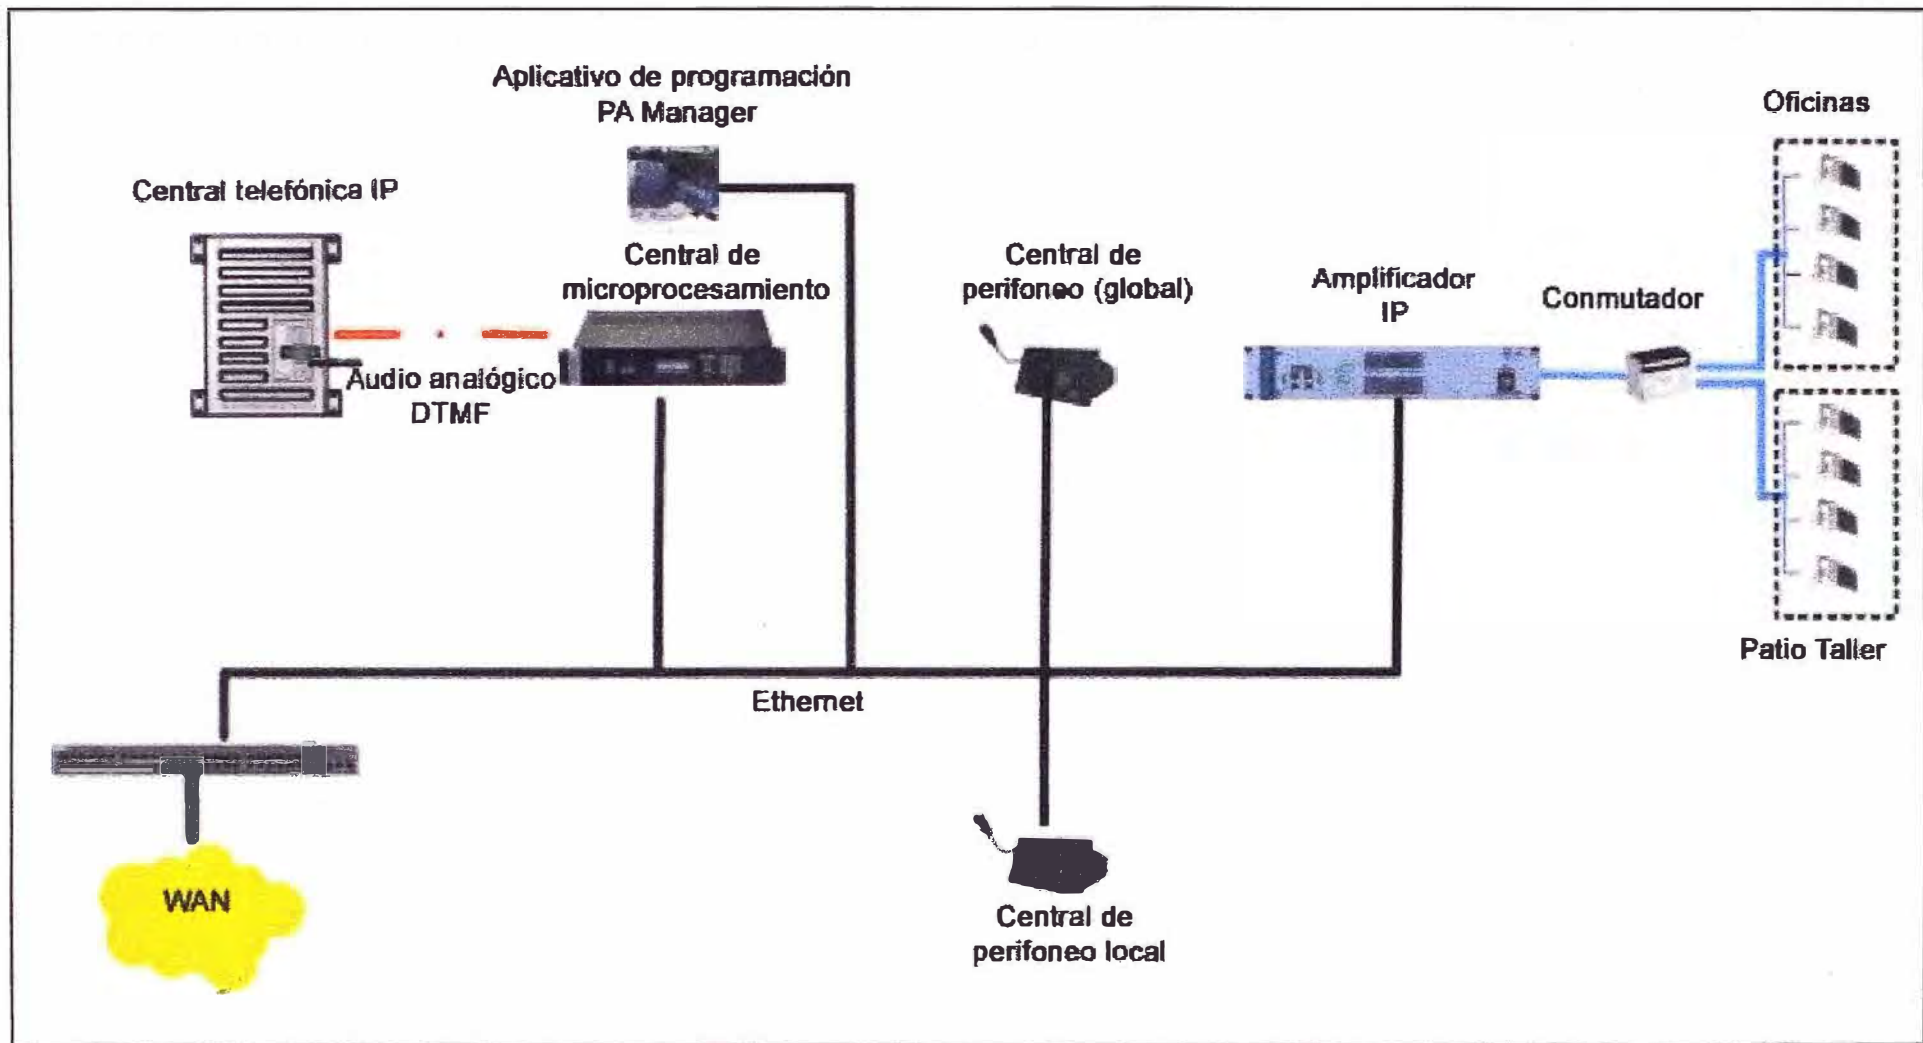 Aplicativo de programación
PA Manager
Oficinas
Central telefónica IP
Central de
microprocesamiento
Central de
perifoneo (global)
Amplificador
IP
Conmutador
Audio analógico
DTMF
Patio Taller
Ethernet
WAN
Central de
perifoneo local